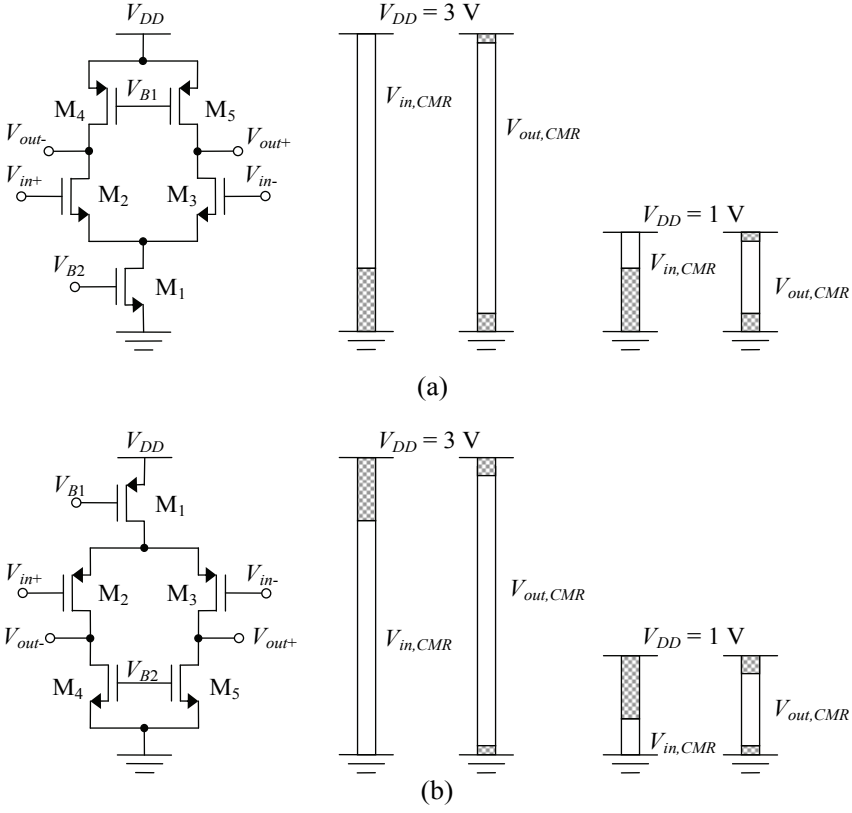 V_DD
V_DD = 3 V
M_4
V_B1
M_5
V_in,CMR
V_out-
V_out+
V_out,CMR
V_in+
M_2
M_3
V_in-
V_DD = 1 V
V_B2
M_1
V_in,CMR
V_out,CMR
(a)
V_DD
V_DD = 3 V
V_B1
M_1
V_in+
M_2
M_3
V_in-
V_out,CMR
V_out-
V_out+
V_in,CMR
V_DD = 1 V
M_4
V_B2
M_5
V_out,CMR
V_in,CMR
(b)